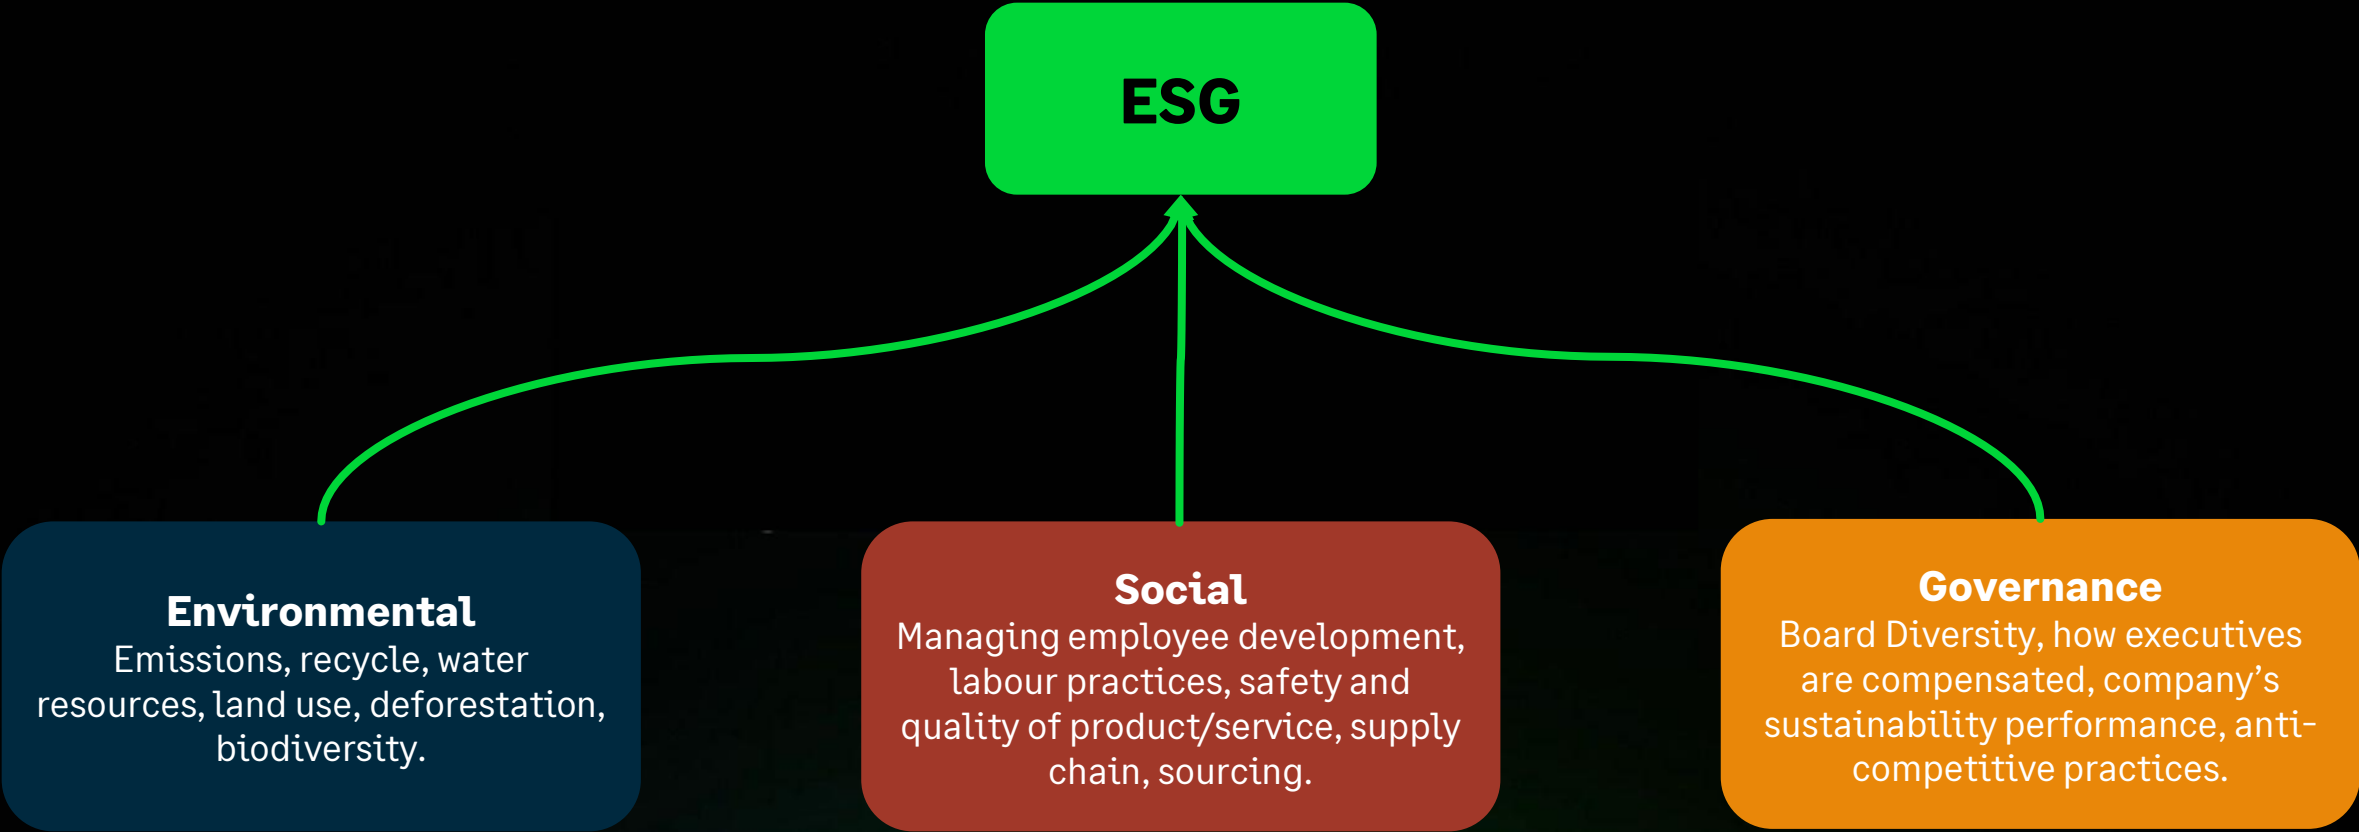 ESG
Environmental
Emissions, recycle, water
resources, land use, deforestation,
biodiversity.
Social
Managing employee development,
labour practices, safety and
quality of product/service, supply
chain, sourcing.
Governance
Board Diversity, how executives
are compensated, company’s
sustainability performance, anti-
competitive practices.